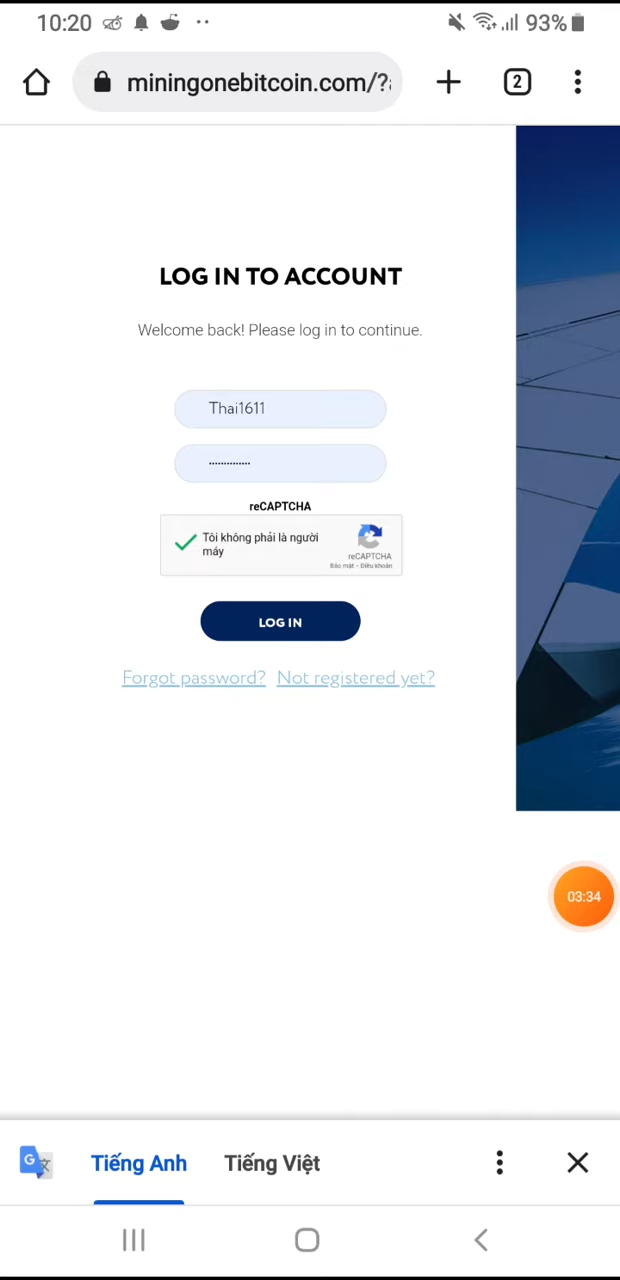 10:20
93%
miningonebitcoin.com/?
2
LOG IN TO ACCOUNT
Welcome back! Please log in to continue.
Thai1611
••••••••••••••
reCAPTCHA
Tôi không phải là người
máy
reCAPTCHA
Bảo mật - Điều khoản
LOG IN
Forgot password? Not registered yet?
03:34
G
Tiếng Anh
Tiếng Việt